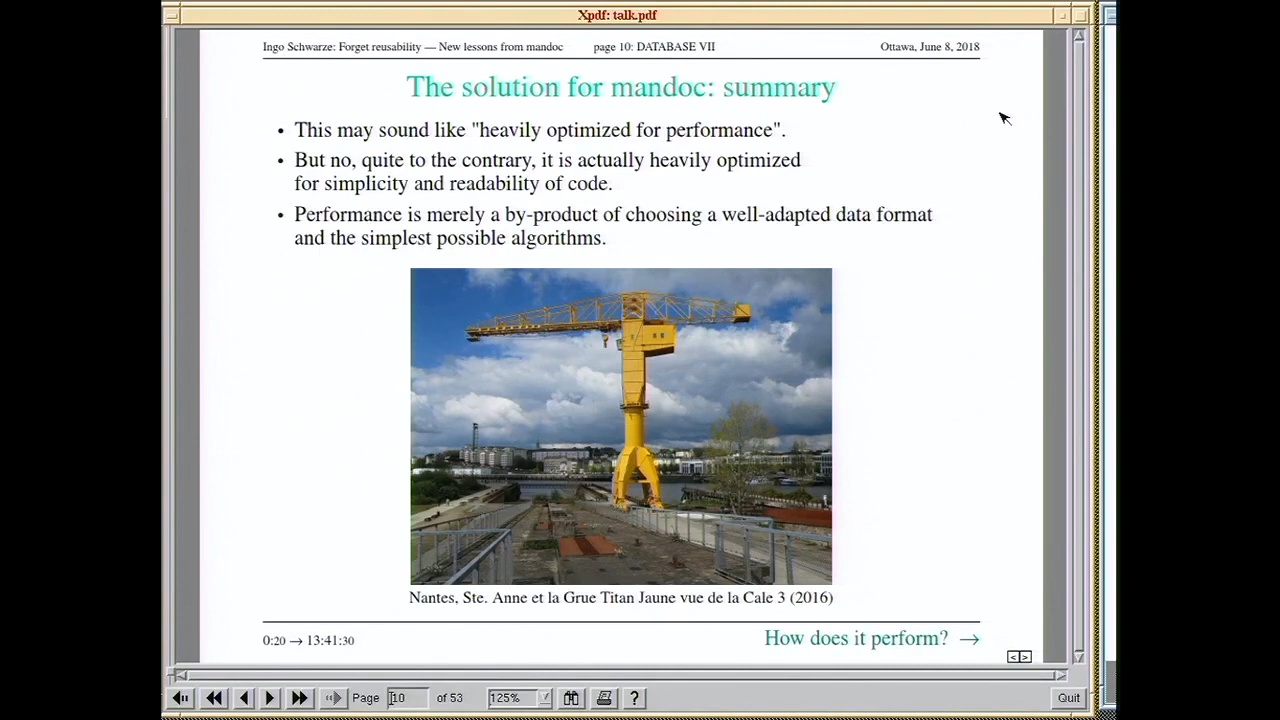 Xpdf: talk.pdf
Ingo Schwarze: Forget reusability — New lessons from mandoc page 10: DATABASE VII Ottawa, June 8, 2018
The solution for mandoc: summary
• This may sound like "heavily optimized for performance".
• But no, quite to the contrary, it is actually heavily optimized
for simplicity and readability of code.
• Performance is merely a by-product of choosing a well-adapted data format
and the simplest possible algorithms.
Nantes, Ste. Anne et la Grue Titan Jaune vue de la Cale 3 (2016)
0:20 → 13:41:30 How does it perform? →
Page 10 of 53 125% ? Quit